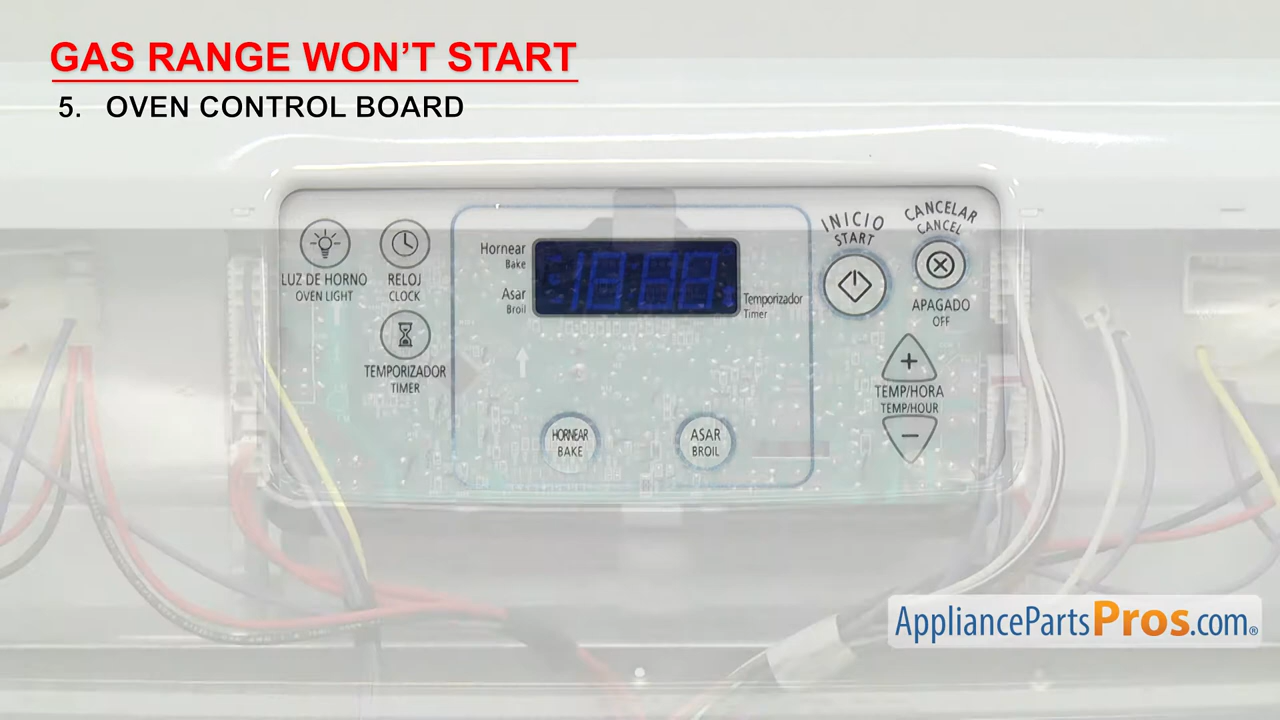 GAS RANGE WON'T START
5. OVEN CONTROL BOARD
LUZ DE HORNO
OVEN LIGHT
RELOJ
CLOCK
TEMPORIZADOR
TIMER
Hornear
Bake
Asar
Broil
Temporizador
Timer
HORNEAR
BAKE
ASAR
BROIL
INICIO
START
CANCELAR
CANCEL
APAGADO
OFF
+
TEMP/HORA
TEMP/HOUR
−
AppliancePartsPros.com®